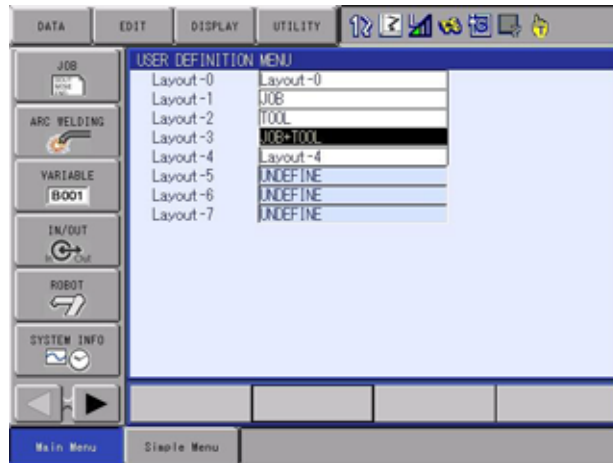 DATA EDIT DISPLAY UTILITY
JOB
ARC WELDING
VARIABLE
B001
IN/OUT
In Out
ROBOT
SYSTEM INFO
USER DEFINITION MENU
Layout-0 Layout-0
Layout-1 JOB
Layout-2 TOOL
Layout-3 JOB+TOOL
Layout-4 Layout-4
Layout-5 UNDEFINE
Layout-6 UNDEFINE
Layout-7 UNDEFINE
Main Menu Simple Menu